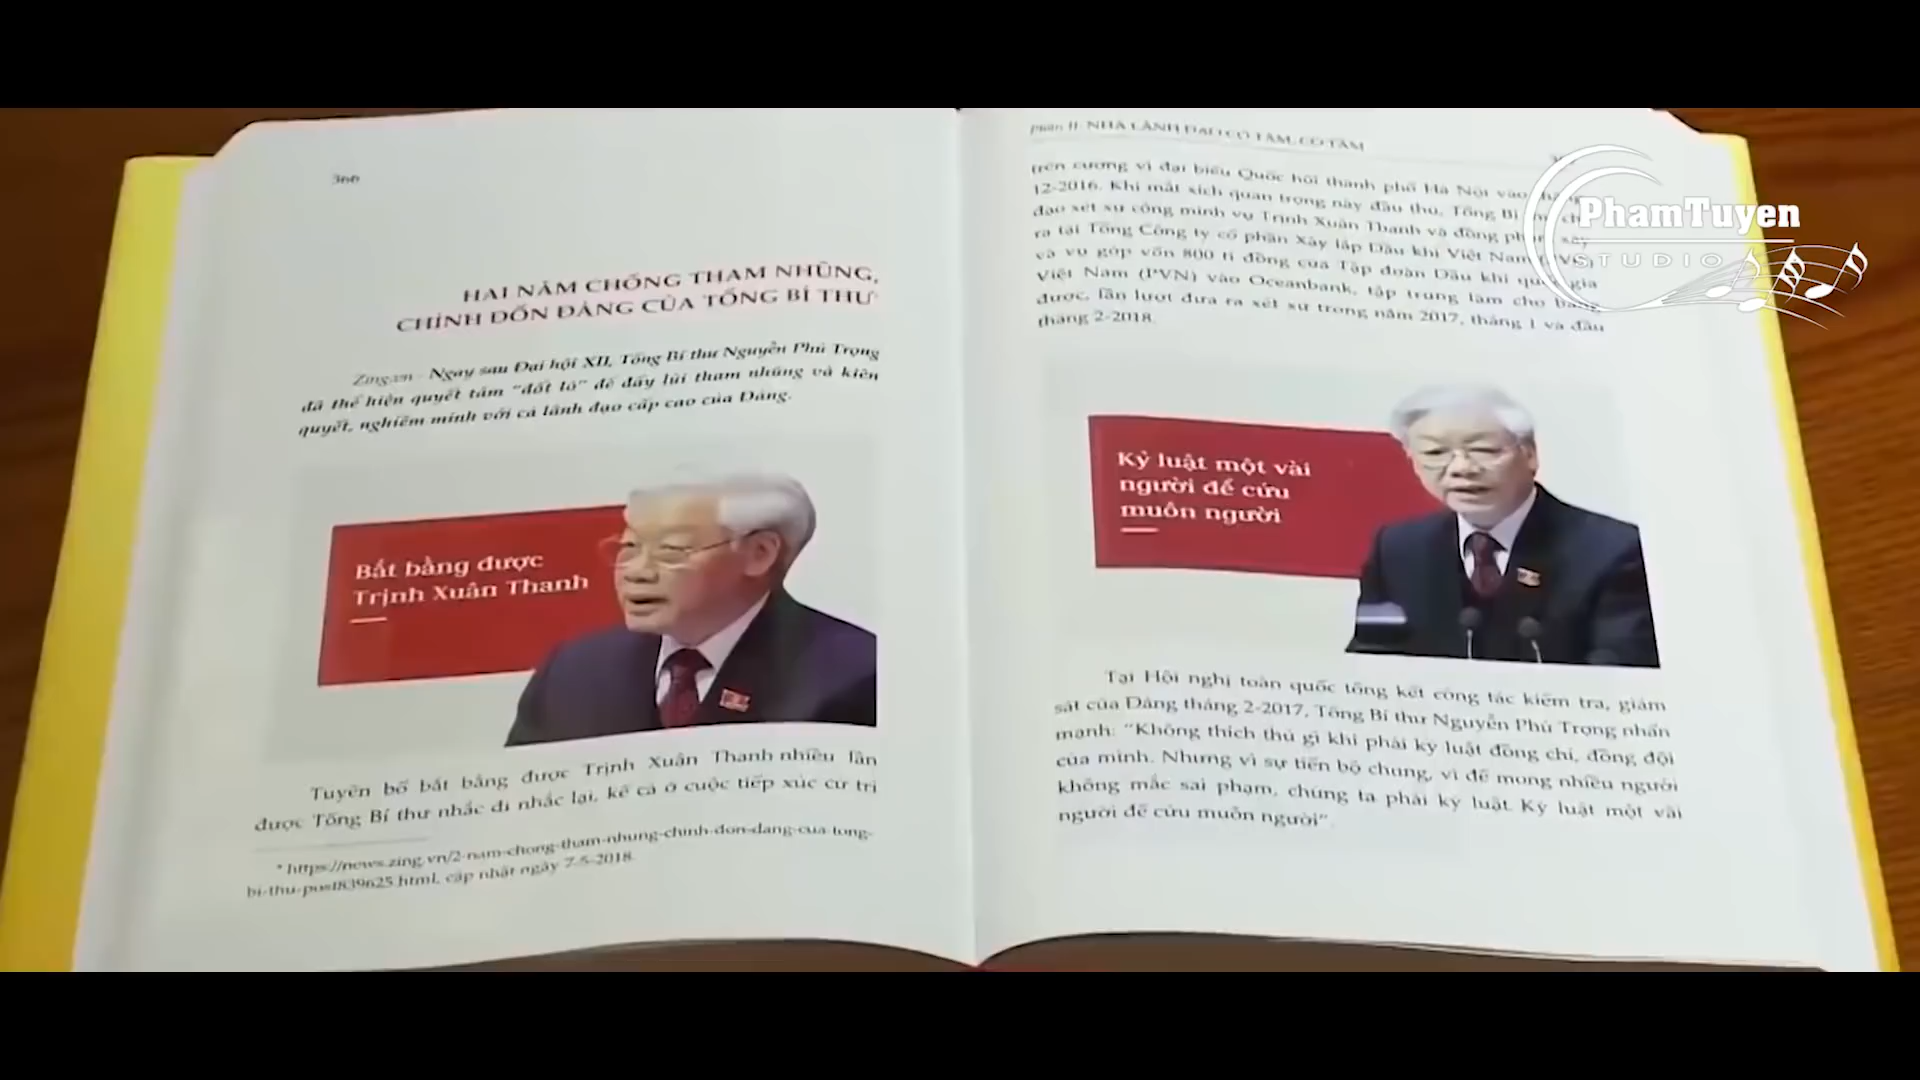 366
HAI NĂM CHỐNG THAM NHŨNG,
CHỈNH ĐỐN ĐẢNG CỦA TỔNG BÍ THƯ
Zing.vn - Ngay sau Đại hội XII, Tổng Bí thư Nguyễn Phú Trọng
đã thể hiện quyết tâm “đốt lò” để đẩy lùi tham nhũng và kiên
quyết, nghiêm minh với cả lãnh đạo cấp cao của Đảng.
Bắt bằng được
Trịnh Xuân Thanh
Tuyên bố bắt bằng được Trịnh Xuân Thanh nhiều lần
được Tổng Bí thư nhắc đi nhắc lại, kể cả ở cuộc tiếp xúc cử tri
* https://news.zing.vn/2-nam-chong-tham-nhung-chinh-don-dang-cua-tong-
bi-thu-post839625.html, cập nhật ngày 7-5-2018.
Phần II: NHÀ LÃNH ĐẠO CÓ TÂM, CÓ TẦM
trên cương vị đại biểu Quốc hội thành phố Hà Nội vào
12-2016. Khi mắt xích quan trọng này đầu thú, Tổng Bí
đạo xét xử công minh vụ Trịnh Xuân Thanh và đồng phạm xảy
ra tại Tổng Công ty cổ phần Xây lắp Dầu khí Việt Nam (PVC)
và vụ góp vốn 800 tỉ đồng của Tập đoàn Dầu khí quốc gia
Việt Nam (PVN) vào Oceanbank, tập trung làm cho bằng
được, lần lượt đưa ra xét xử trong năm 2017, tháng 1 và đầu
tháng 2-2018.
Kỷ luật một vài
người để cứu
muôn người
Tại Hội nghị toàn quốc tổng kết công tác kiểm tra, giám
sát của Đảng tháng 2-2017, Tổng Bí thư Nguyễn Phú Trọng nhấn
mạnh: “Không thích thú gì khi phải kỷ luật đồng chí, đồng đội
của mình. Nhưng vì sự tiến bộ chung, vì để mong nhiều người
không mắc sai phạm, chúng ta phải kỷ luật. Kỷ luật một vài
người để cứu muôn người”.
PhamTuyen
STUDIO